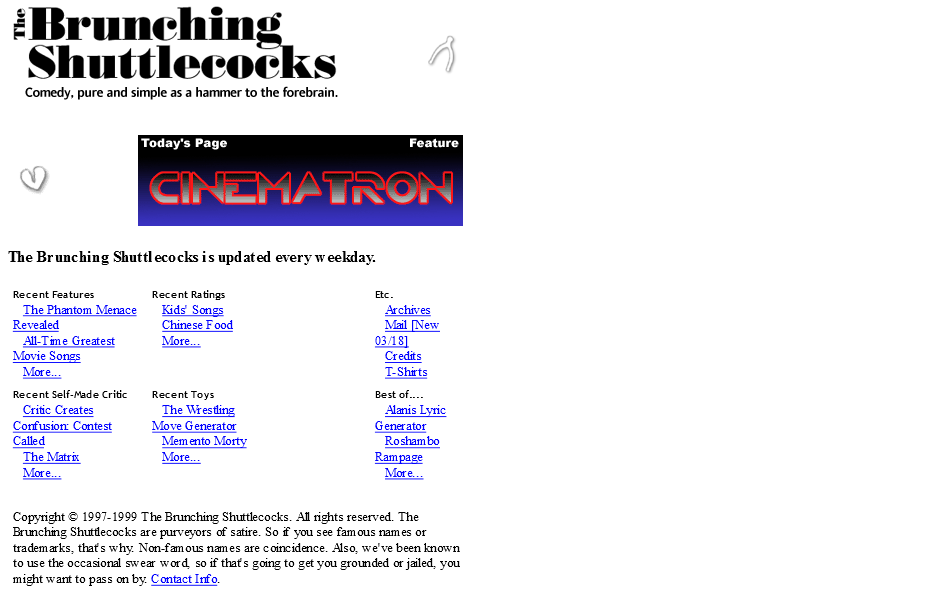 The Brunching
Shuttlecocks
Comedy, pure and simple as a hammer to the forebrain.
Today's Page Feature
CINEMATRON
The Brunching Shuttlecocks is updated every weekday.
Recent Features
The Phantom Menace
Revealed
All-Time Greatest
Movie Songs
More...
Recent Ratings
Kids' Songs
Chinese Food
More...
Etc.
Archives
Mail [New
03/18]
Credits
T-Shirts
Recent Self-Made Critic
Critic Creates
Confusion: Contest
Called
The Matrix
More...
Recent Toys
The Wrestling
Move Generator
Memento Morty
More...
Best of....
Alanis Lyric
Generator
Roshambo
Rampage
More...
Copyright © 1997-1999 The Brunching Shuttlecocks. All rights reserved. The
Brunching Shuttlecocks are purveyors of satire. So if you see famous names or
trademarks, that's why. Non-famous names are coincidence. Also, we've been known
to use the occasional swear word, so if that's going to get you grounded or jailed, you
might want to pass on by. Contact Info.